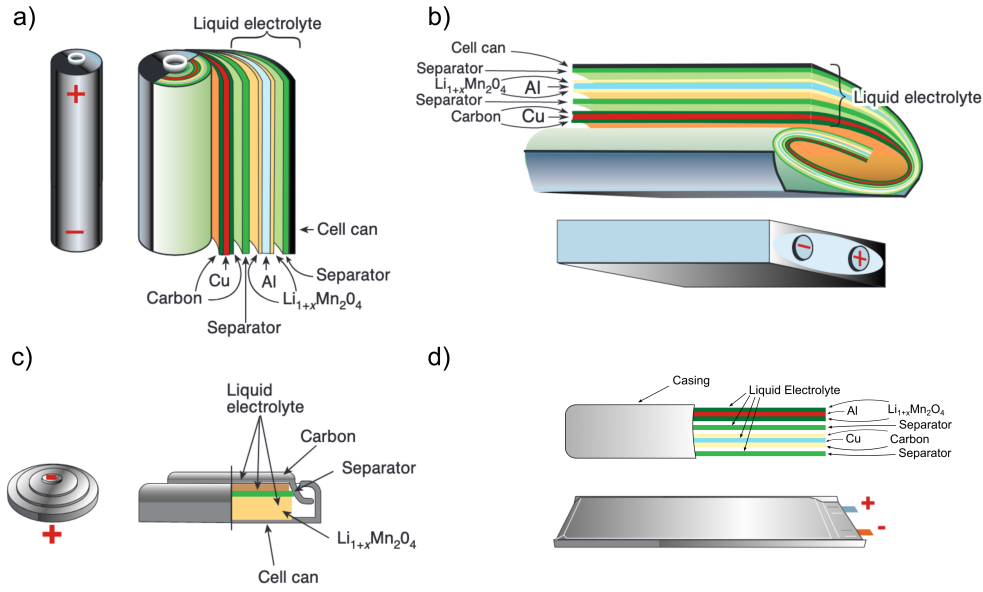 a)
Liquid electrolyte
+
−
Cell can
Separator
Cu
Al
Carbon
Li1+xMn2O4
Separator
b)
Cell can
Separator
Li1+xMn2O4
Al
Separator
Carbon
Cu
Liquid electrolyte
−
+
c)
Liquid
electrolyte
Carbon
Separator
Li1+xMn2O4
Cell can
−
+
d)
Casing
Liquid Electrolyte
Al
Li1+xMn2O4
Separator
Cu
Carbon
Separator
+
-